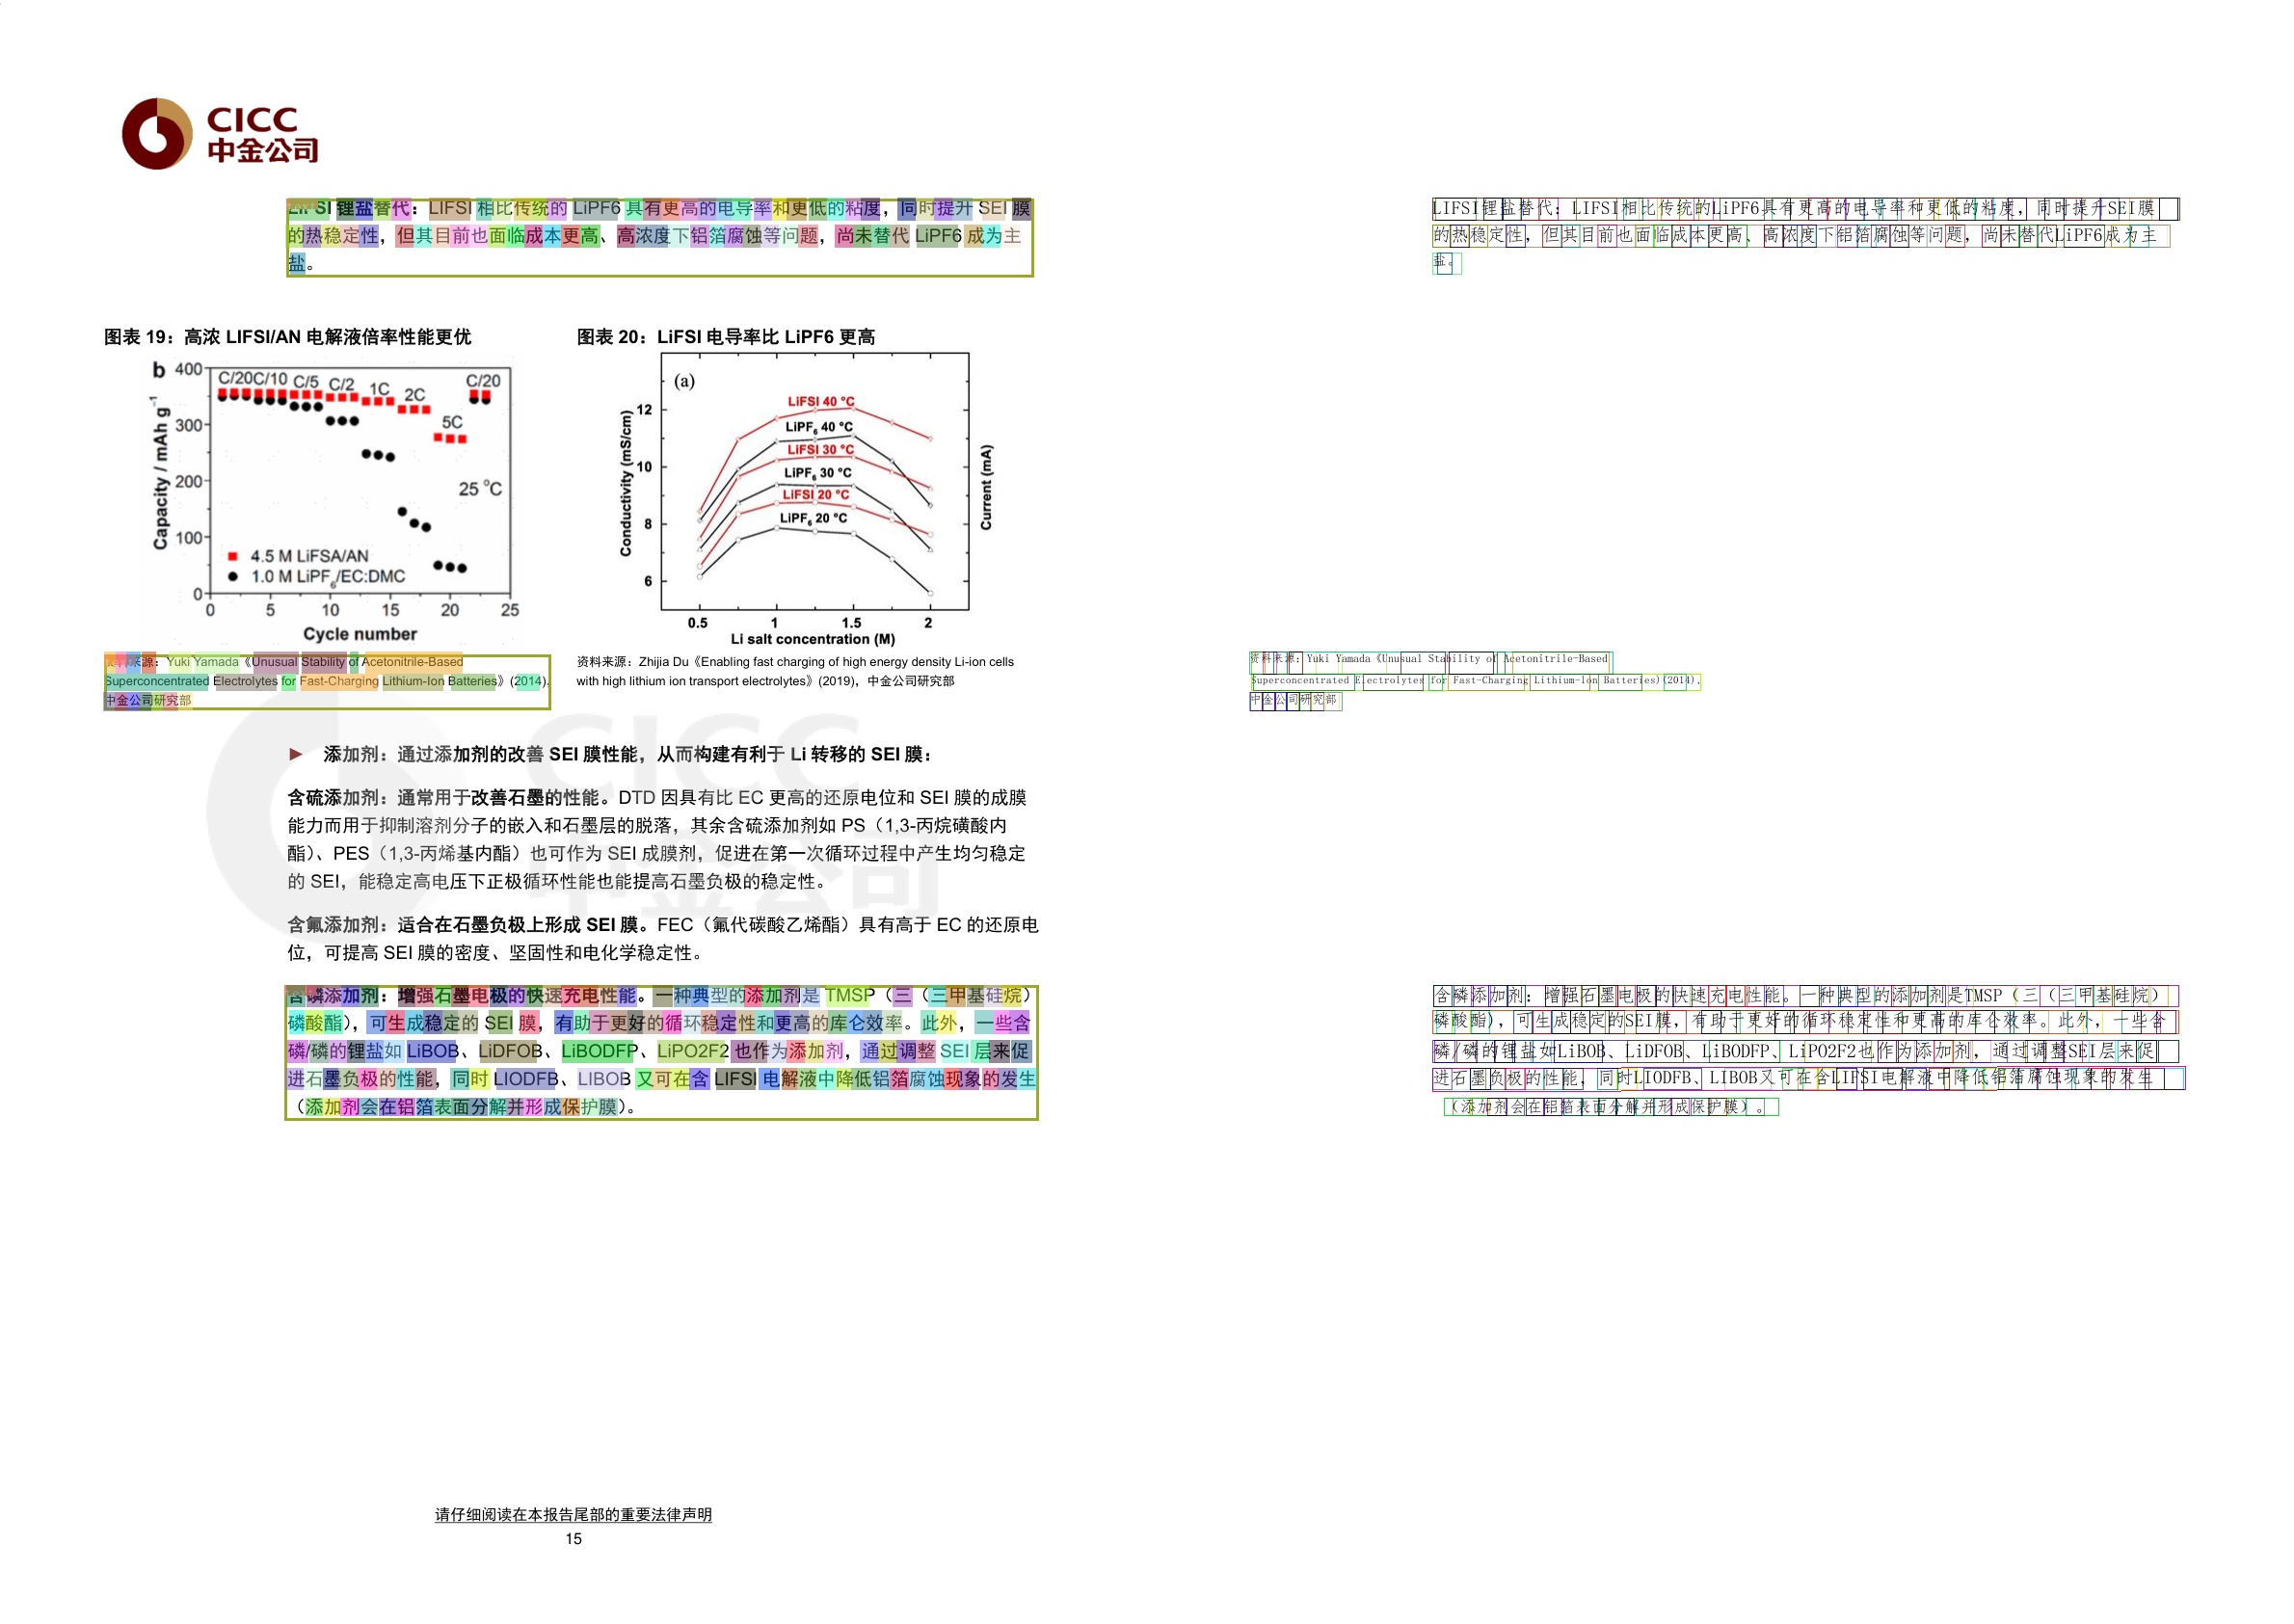 CICC
中金公司
LIFSI 锂盐替代：LIFSI 相比传统的 LiPF6 具有更高的电导率和更低的粘度，同时提升 SEI 膜
的热稳定性，但其目前也面临成本更高、高浓度下铝箔腐蚀等问题，尚未替代 LiPF6 成为主
盐。
图表 19：高浓 LIFSI/AN 电解液倍率性能更优
b
Capacity / mAh g⁻¹
400
300
200
100
0
C/20 C/10 C/5 C/2 1C 2C 5C C/20
25 °C
4.5 M LiFSA/AN
1.0 M LiPF₆/EC:DMC
0 5 10 15 20 25
Cycle number
资料来源：Yuki Yamada《Unusual Stability of Acetonitrile-Based
Superconcentrated Electrolytes for Fast-Charging Lithium-Ion Batteries》(2014),
中金公司研究部
图表 20：LiFSI 电导率比 LiPF6 更高
(a)
Conductivity (mS/cm)
12
10
8
6
LiFSI 40 °C
LiPF₆ 40 °C
LiFSI 30 °C
LiPF₆ 30 °C
LiFSI 20 °C
LiPF₆ 20 °C
Current (mA)
0.5 1 1.5 2
Li salt concentration (M)
资料来源：Zhijia Du《Enabling fast charging of high energy density Li-ion cells
with high lithium ion transport electrolytes》(2019)，中金公司研究部
CICC
中金公司
► 添加剂：通过添加剂的改善 SEI 膜性能，从而构建有利于 Li 转移的 SEI 膜：
含硫添加剂：通常用于改善石墨的性能。DTD 因具有比 EC 更高的还原电位和 SEI 膜的成膜
能力而用于抑制溶剂分子的嵌入和石墨层的脱落，其余含硫添加剂如 PS（1,3-丙烷磺酸内
酯）、PES（1,3-丙烯基内酯）也可作为 SEI 成膜剂，促进在第一次循环过程中产生均匀稳定
的 SEI，能稳定高电压下正极循环性能也能提高石墨负极的稳定性。
含氟添加剂：适合在石墨负极上形成 SEI 膜。FEC（氟代碳酸乙烯酯）具有高于 EC 的还原电
位，可提高 SEI 膜的密度、坚固性和电化学稳定性。
含磷添加剂：增强石墨电极的快速充电性能。一种典型的添加剂是 TMSP（三（三甲基硅烷）
磷酸酯），可生成稳定的 SEI 膜，有助于更好的循环稳定性和更高的库仑效率。此外，一些含
磷/磷的锂盐如 LiBOB、LiDFOB、LiBODFP、LiPO2F2 也作为添加剂，通过调整 SEI 层来促
进石墨负极的性能，同时 LIODFB、LIBOB 又可在含 LIFSI 电解液中降低铝箔腐蚀现象的发生
（添加剂会在铝箔表面分解并形成保护膜）。
请仔细阅读在本报告尾部的重要法律声明
15
LIFSI锂盐替代：LIFSI相比传统的LiPF6具有更高的电导率和更低的粘度，同时提升SEI膜
的热稳定性，但其目前也面临成本更高、高浓度下铝箔腐蚀等问题，尚未替代LiPF6成为主
盐。
资料来源：Yuki Yamada《Unusual Stability of Acetonitrile-Based
Superconcentrated Electrolytes for Fast-Charging Lithium-Ion Batteries》(2014),
中金公司研究部
含磷添加剂：增强石墨电极的快速充电性能。一种典型的添加剂是TMSP（三（三甲基硅烷）
磷酸酯），可生成稳定的SEI膜，有助于更好的循环稳定性和更高的库仑效率。此外，一些含
磷/磷的锂盐如LiBOB、LiDFOB、LiBODFP、LiPO2F2也作为添加剂，通过调整SEI层来促
进石墨负极的性能，同时LIODFB、LIBOB又可在含LIFSI电解液中降低铝箔腐蚀现象的发生
（添加剂会在铝箔表面分解并形成保护膜）。